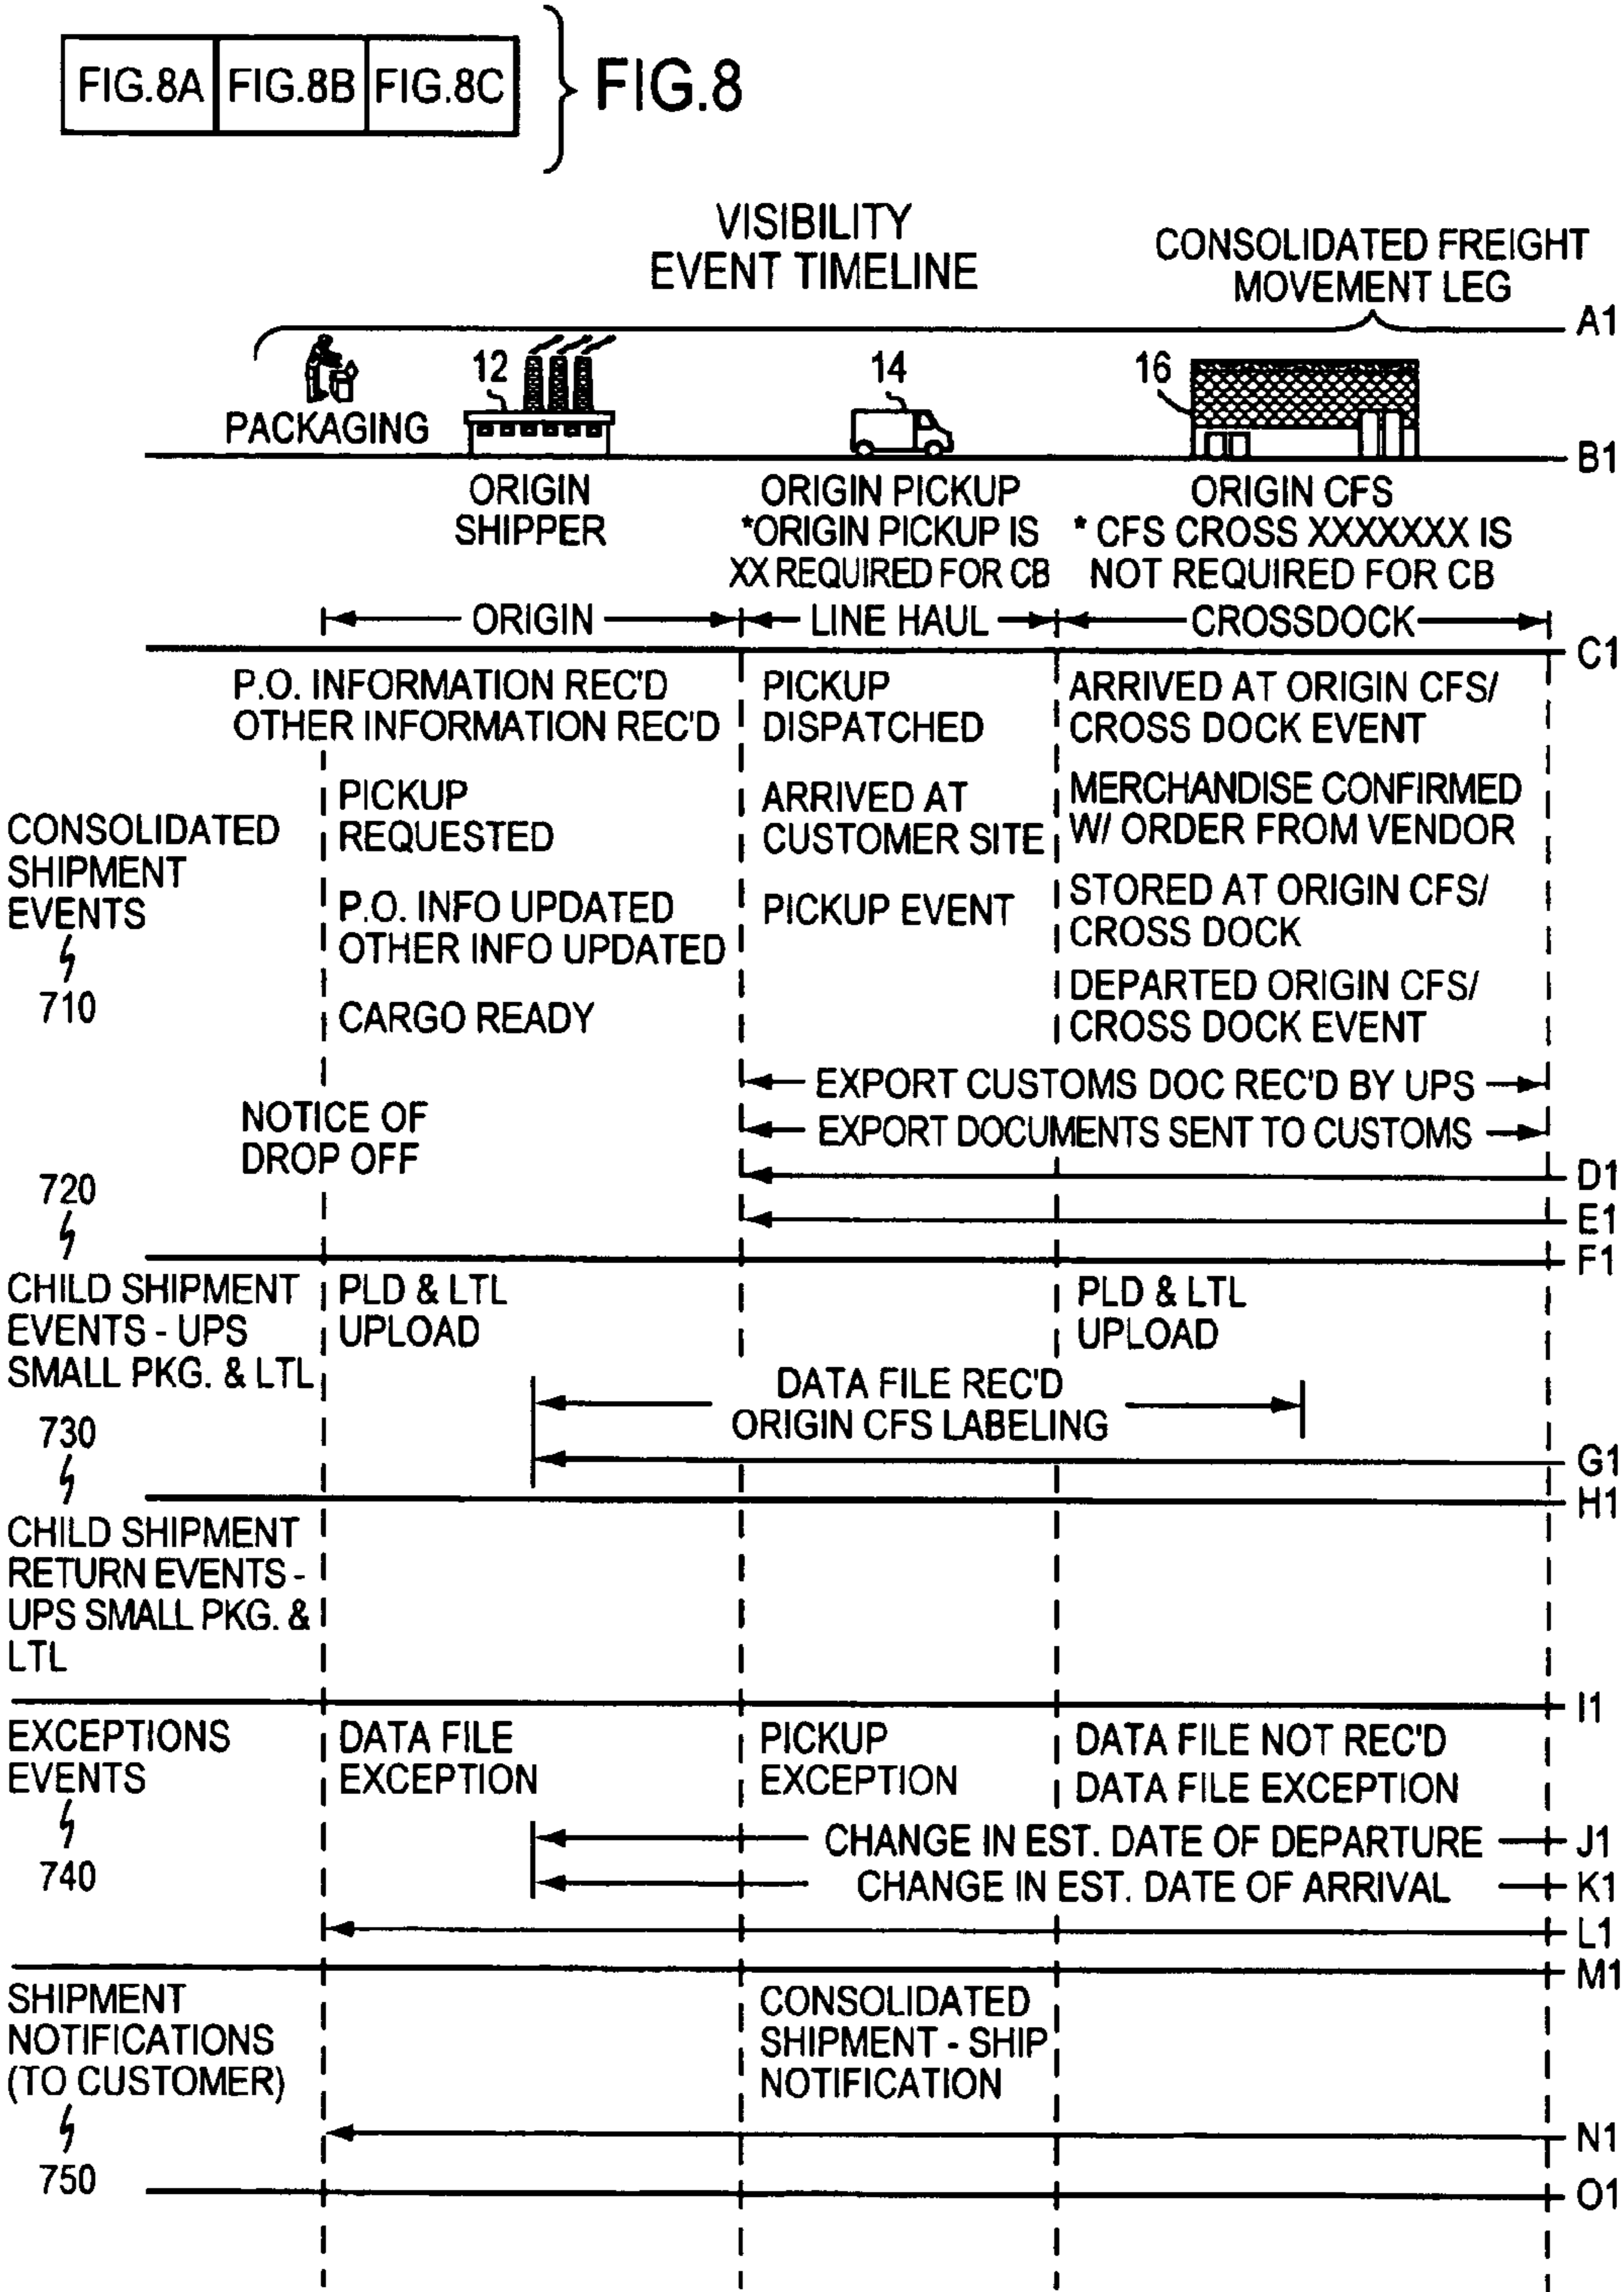 FIG.8A FIG.8B FIG.8C
FIG.8
VISIBILITY
EVENT TIMELINE
CONSOLIDATED FREIGHT
MOVEMENT LEG
A1
12
14
16
PACKAGING
B1
ORIGIN
SHIPPER
ORIGIN PICKUP
*ORIGIN PICKUP IS
XX REQUIRED FOR CB
ORIGIN CFS
* CFS CROSS XXXXXXX IS
NOT REQUIRED FOR CB
ORIGIN
LINE HAUL
CROSSDOCK
C1
CONSOLIDATED
SHIPMENT
EVENTS
710
P.O. INFORMATION REC'D
OTHER INFORMATION REC'D
PICKUP
REQUESTED
P.O. INFO UPDATED
OTHER INFO UPDATED
CARGO READY
NOTICE OF
DROP OFF
PICKUP
DISPATCHED
ARRIVED AT
CUSTOMER SITE
PICKUP EVENT
ARRIVED AT ORIGIN CFS/
CROSS DOCK EVENT
MERCHANDISE CONFIRMED
W/ ORDER FROM VENDOR
STORED AT ORIGIN CFS/
CROSS DOCK
DEPARTED ORIGIN CFS/
CROSS DOCK EVENT
EXPORT CUSTOMS DOC REC'D BY UPS
EXPORT DOCUMENTS SENT TO CUSTOMS
D1
E1
720
F1
CHILD SHIPMENT
EVENTS - UPS
SMALL PKG. & LTL
PLD & LTL
UPLOAD
PLD & LTL
UPLOAD
DATA FILE REC'D
ORIGIN CFS LABELING
730
G1
H1
CHILD SHIPMENT
RETURN EVENTS -
UPS SMALL PKG. &
LTL
I1
EXCEPTIONS
EVENTS
740
DATA FILE
EXCEPTION
PICKUP
EXCEPTION
DATA FILE NOT REC'D
DATA FILE EXCEPTION
CHANGE IN EST. DATE OF DEPARTURE
J1
CHANGE IN EST. DATE OF ARRIVAL
K1
L1
M1
SHIPMENT
NOTIFICATIONS
(TO CUSTOMER)
750
CONSOLIDATED
SHIPMENT - SHIP
NOTIFICATION
N1
O1